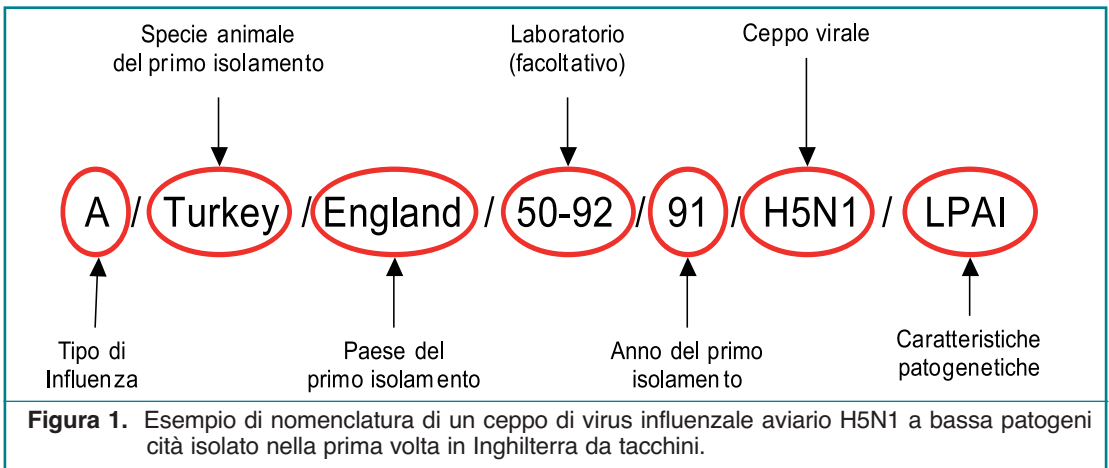 Specie animale
del primo isolamento
Laboratorio
(facoltativo)
Ceppo virale
A / Turkey / England / 50-92 / 91 / H5N1 / LPAI
Tipo di
Influenza
Paese del
primo isolamento
Anno del primo
isolamento
Caratteristiche
patogenetiche
Figura 1. Esempio di nomenclatura di un ceppo di virus influenzale aviario H5N1 a bassa patogeni
cità isolato nella prima volta in Inghilterra da tacchini.